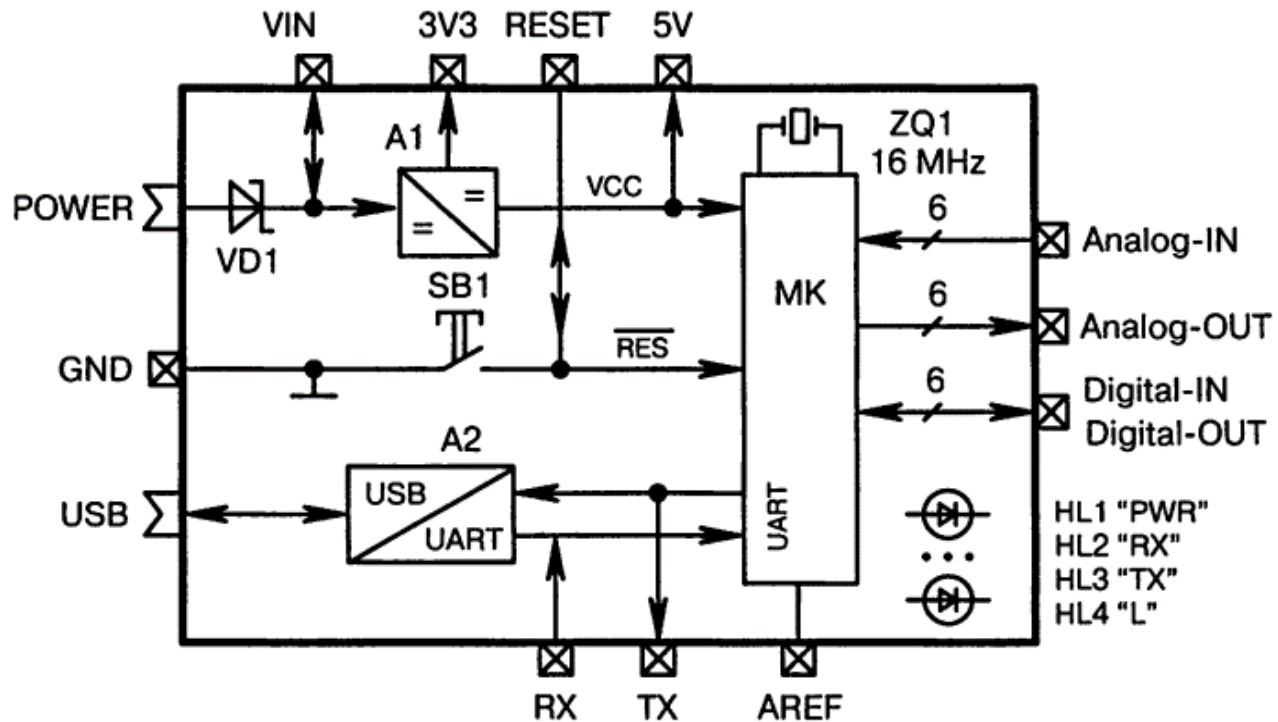 VIN 3V3 RESET 5V
A1
ZQ1
16 MHz
POWER
VD1
=
=
VCC
6
Analog-IN
SB1
MK
6
Analog-OUT
GND
RES
6
Digital-IN
Digital-OUT
A2
USB
USB
UART
UART
HL1 “PWR”
HL2 “RX”
HL3 “TX”
HL4 “L”
RX TX AREF